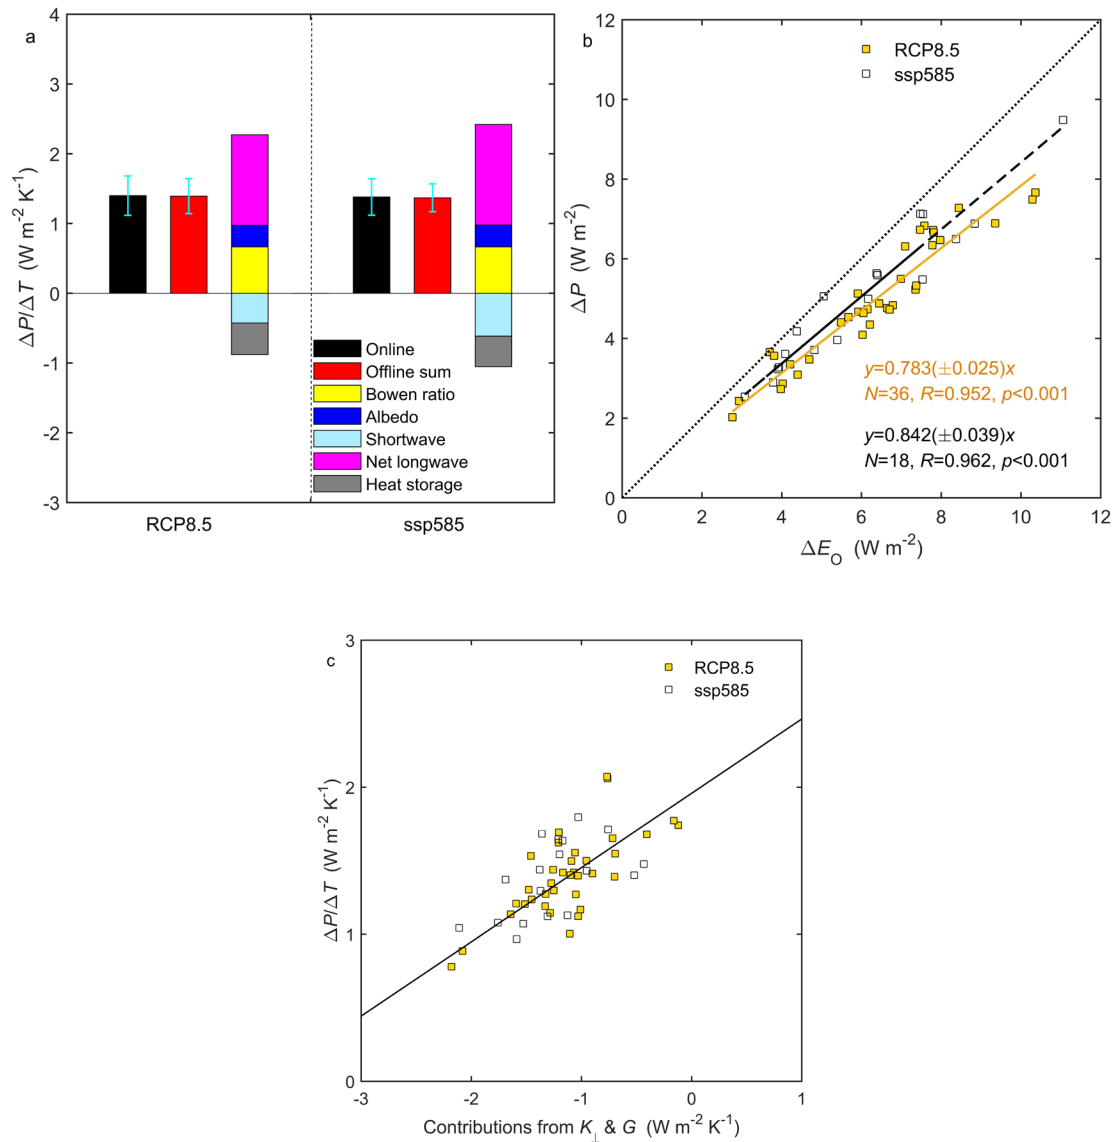 a
4
3
2
1
0
-1
-2
-3
ΔP/ΔT (W m⁻² K⁻¹)
Online
Offline sum
Bowen ratio
Albedo
Shortwave
Net longwave
Heat storage
RCP8.5
ssp585
b
12
10
8
6
4
2
0
ΔP (W m⁻²)
RCP8.5
ssp585
y=0.783(±0.025)x
N=36, R=0.952, p<0.001
y=0.842(±0.039)x
N=18, R=0.962, p<0.001
0 2 4 6 8 10 12
ΔE_O (W m⁻²)
c
3
2
1
0
ΔP/ΔT (W m⁻² K⁻¹)
RCP8.5
ssp585
-3 -2 -1 0 1
Contributions from K↓ & G (W m⁻² K⁻¹)